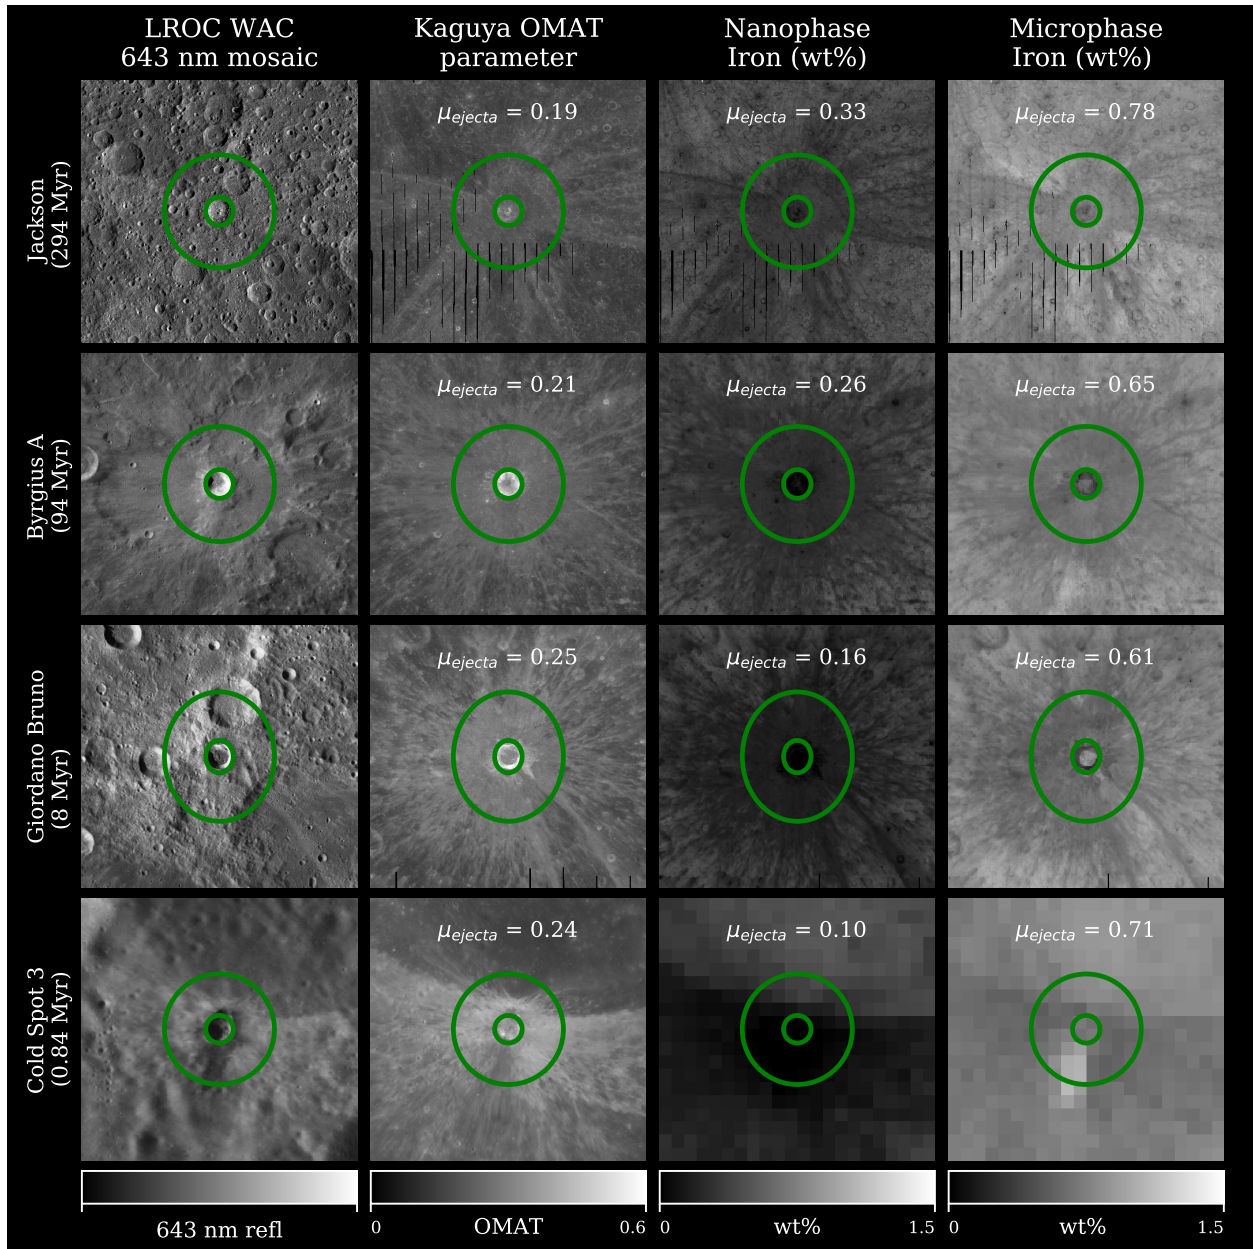 LROC WAC
643 nm mosaic
Kaguya OMAT
parameter
Nanophase
Iron (wt%)
Microphase
Iron (wt%)
Jackson
(294 Myr)
μejecta = 0.19
μejecta = 0.33
μejecta = 0.78
Byrgius A
(94 Myr)
μejecta = 0.21
μejecta = 0.26
μejecta = 0.65
Giordano Bruno
(8 Myr)
μejecta = 0.25
μejecta = 0.16
μejecta = 0.61
Cold Spot 3
(0.84 Myr)
μejecta = 0.24
μejecta = 0.10
μejecta = 0.71
643 nm refl
0 OMAT 0.6
0 wt% 1.5
0 wt% 1.5